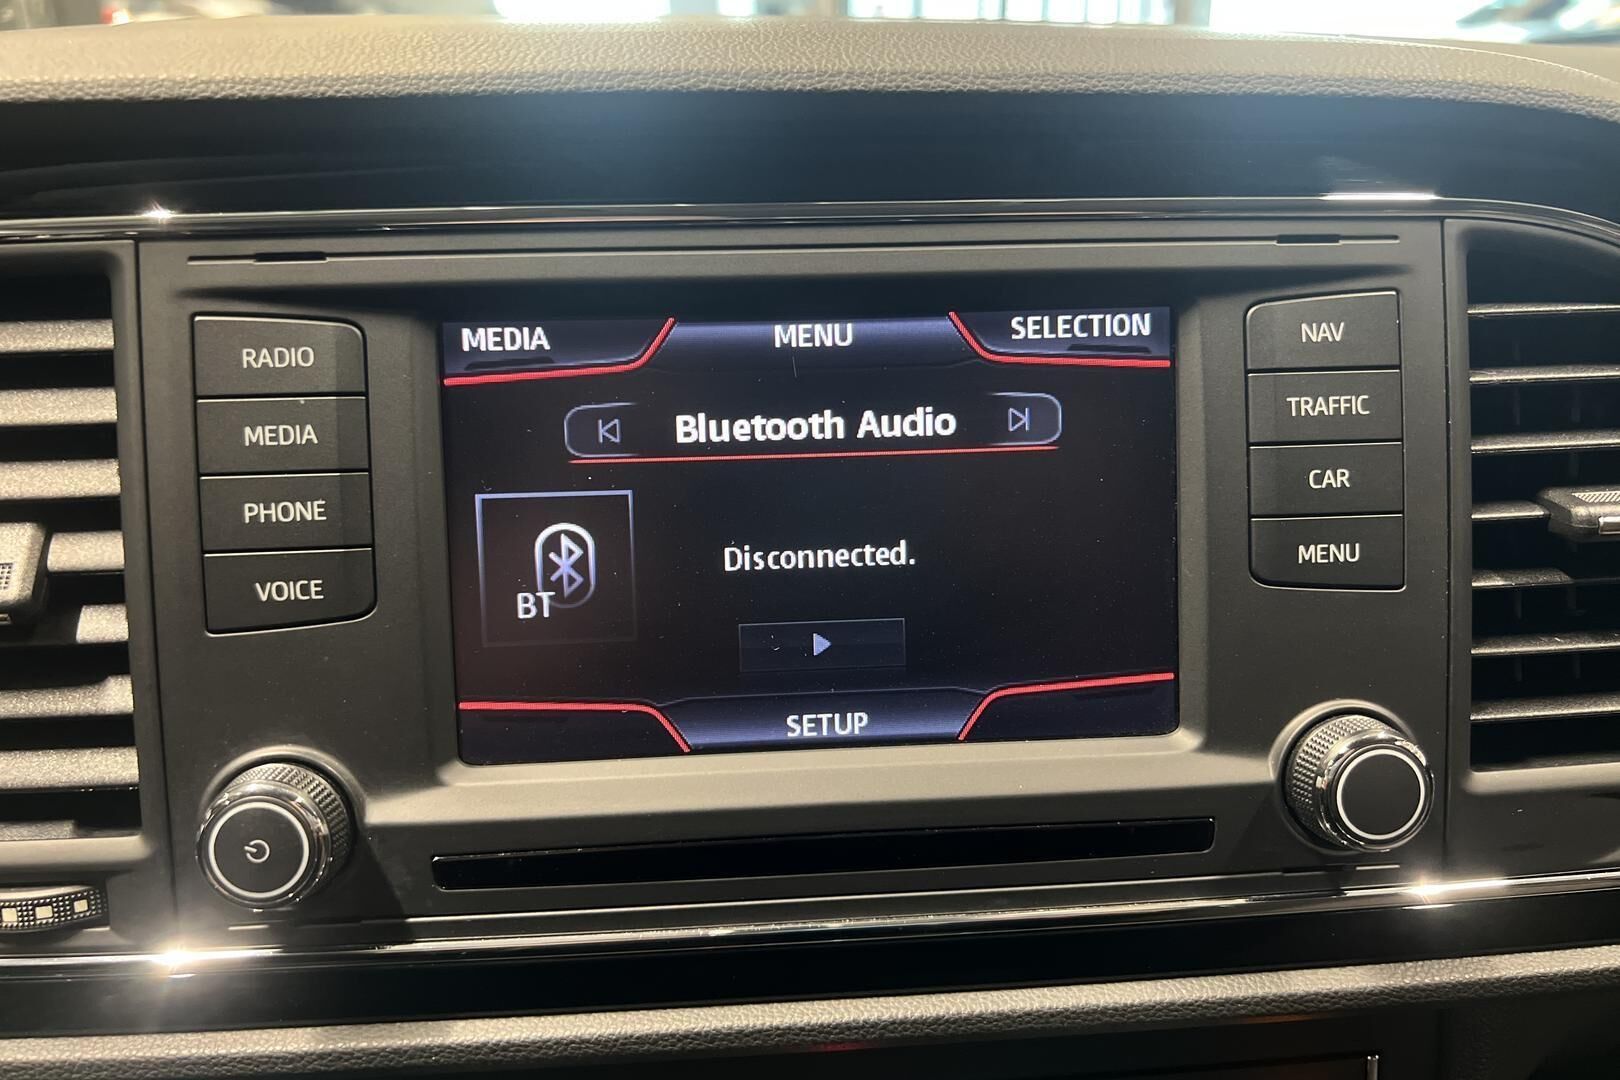 RADIO
MEDIA
PHONE
VOICE
MEDIA
MENU
SELECTION
Bluetooth Audio
BT
Disconnected.
SETUP
NAV
TRAFFIC
CAR
MENU